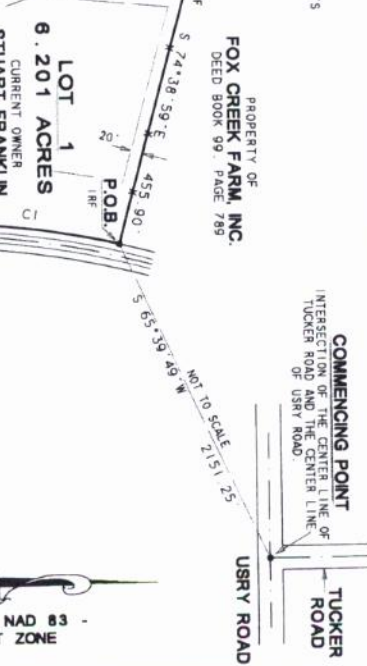 PROPERTY OF
FOX CREEK FARM, INC.
DEED BOOK 99, PAGE 789
COMMENCING POINT
INTERSECTION OF THE CENTER LINE OF
TUCKER ROAD AND THE CENTER LINE
OF USRY ROAD.
TUCKER
ROAD
USRY ROAD
S 74°38'59"E 455.90'
20'
P.O.B.
IRF
S 65°39'49"W 2151.25'
NOT TO SCALE
LOT 1
6.201 ACRES
CURRENT OWNER
STUART FRANKLIN
C1
NAD 83 -
T ZONE